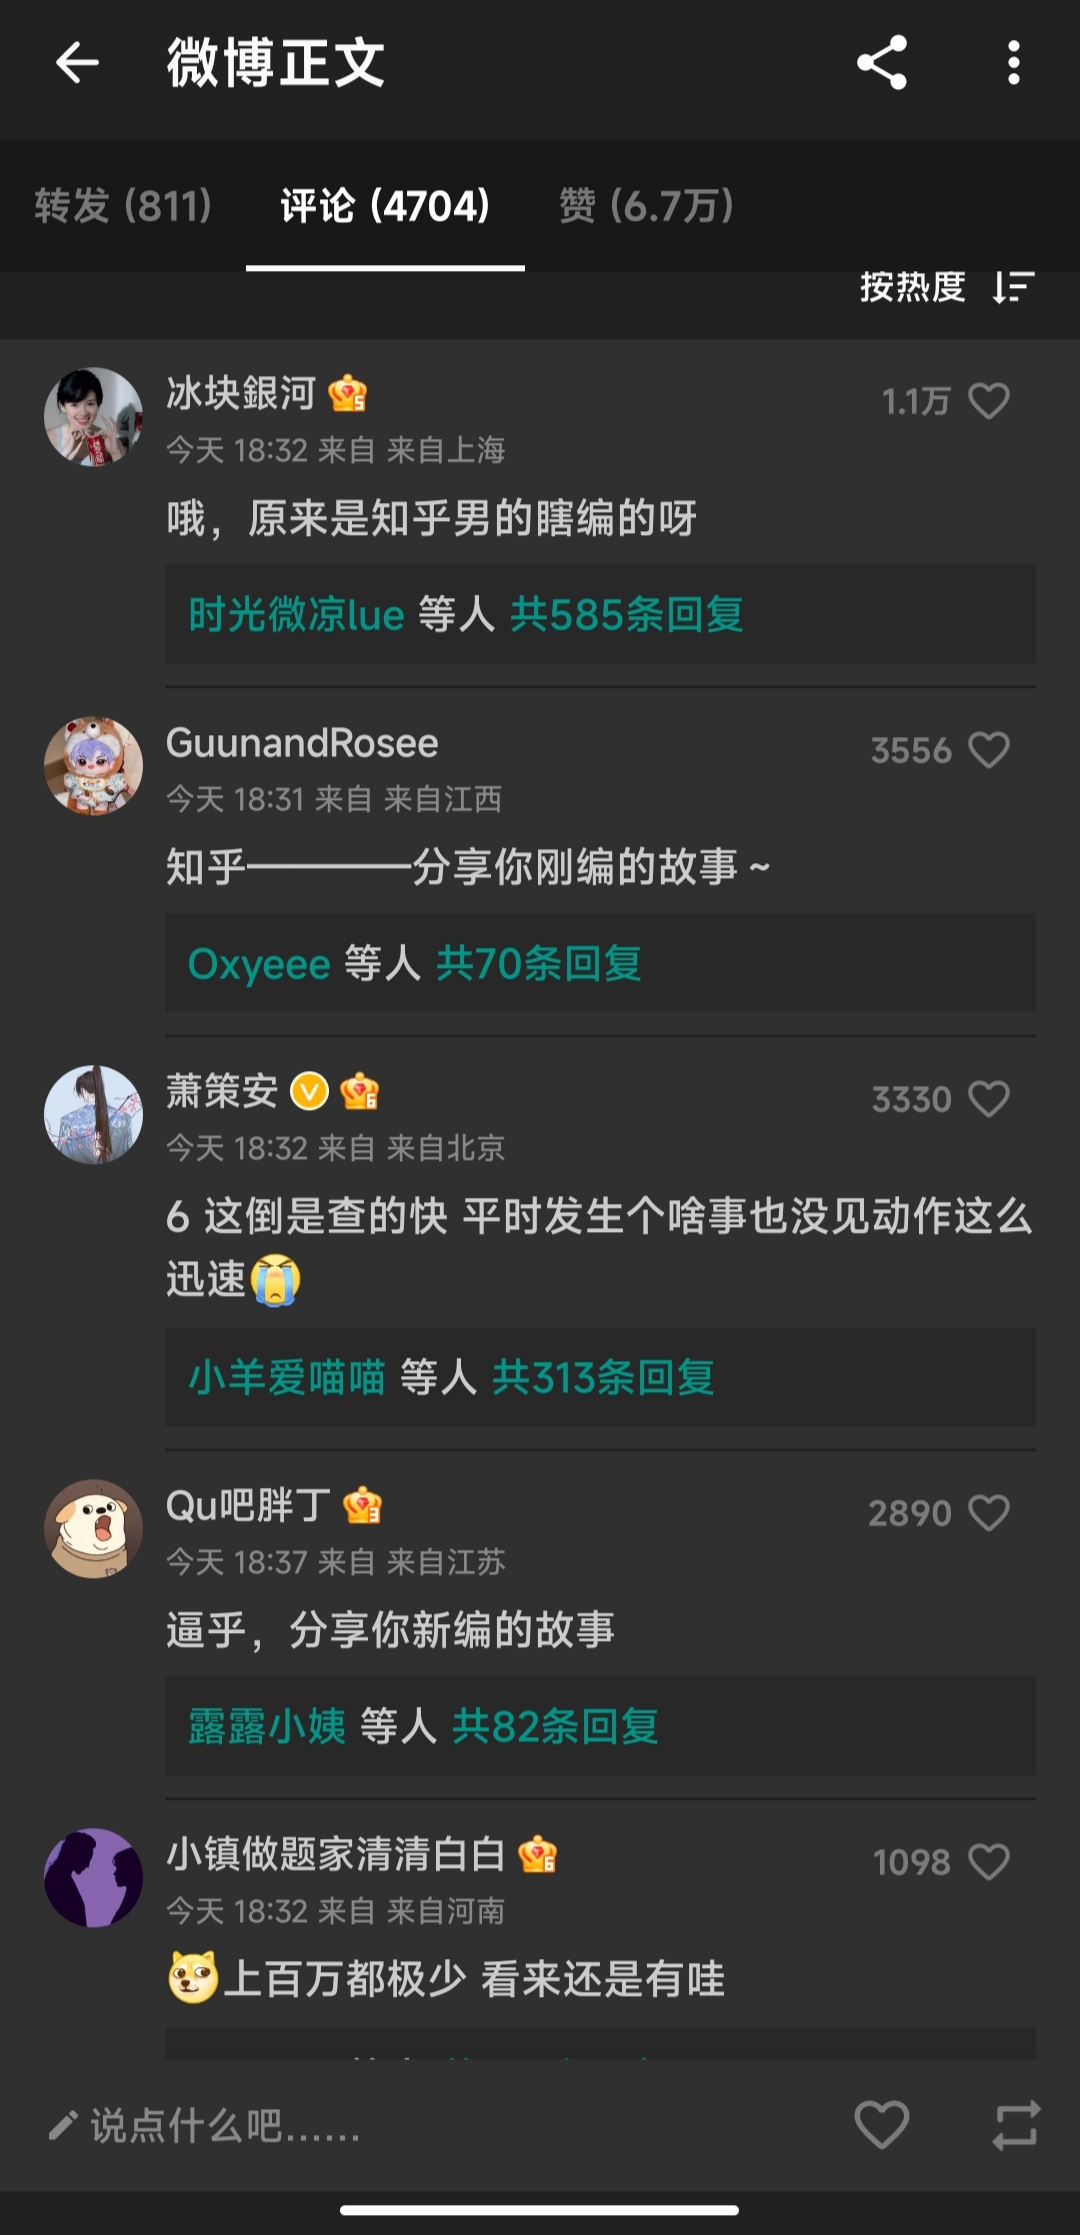 微博正文
转发 (811)
评论 (4704)
赞 (6.7万)
按热度
冰块銀河
1.1万
今天 18:32 来自 来自上海
哦，原来是知乎男的瞎编的呀
时光微凉lue 等人 共585条回复
GuunandRosee
3556
今天 18:31 来自 来自江西
知乎————分享你刚编的故事～
Oxyeee 等人 共70条回复
萧策安
3330
今天 18:32 来自 来自北京
6 这倒是查的快 平时发生个啥事也没见动作这么
迅速😭
小羊爱喵喵 等人 共313条回复
Qu吧胖丁
2890
今天 18:37 来自 来自江苏
逼乎，分享你新编的故事
露露小姨 等人 共82条回复
小镇做题家清清白白
1098
今天 18:32 来自 来自河南
上百万都极少 看来还是有哇
说点什么吧......